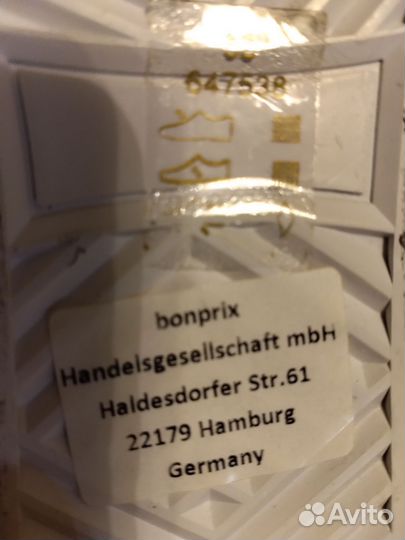 647538
bonprix
Handelsgesellschaft mbH
Haldesdorfer Str.61
22179 Hamburg
Germany
Avito